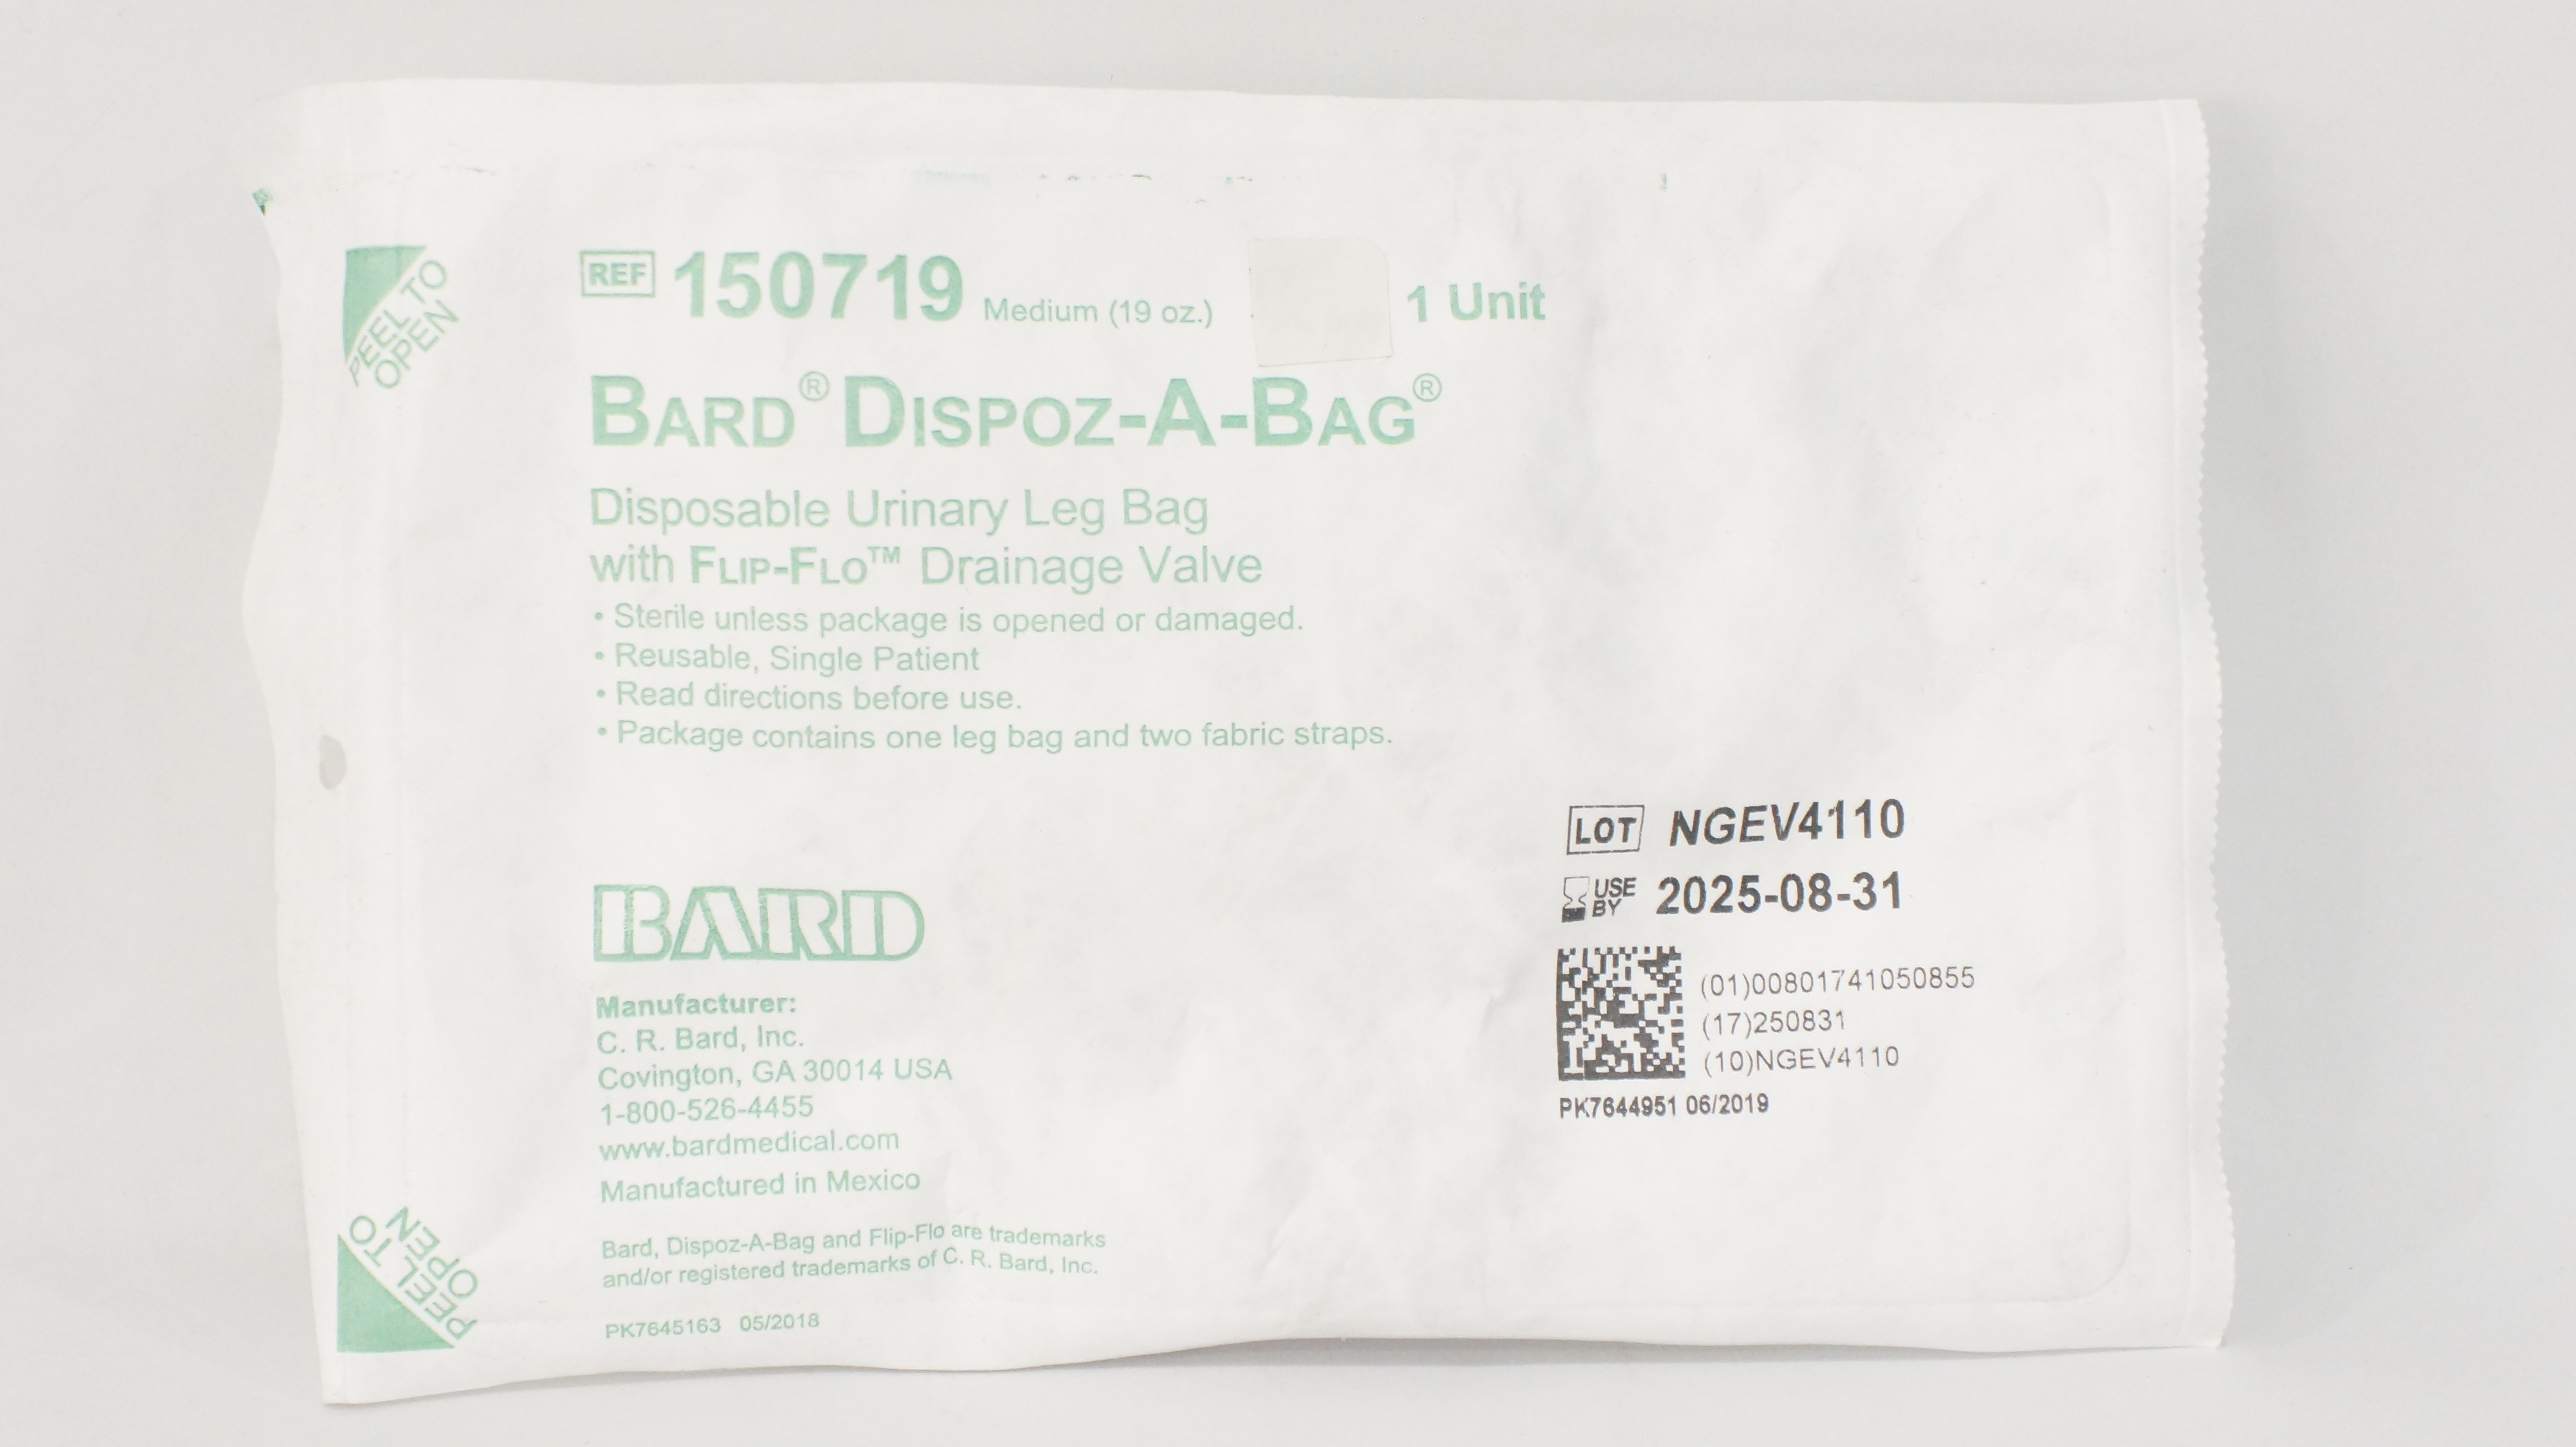 PEEL TO
OPEN
REF 150719 Medium (19 oz.) 1 Unit
BARD® DISPOZ-A-BAG®
Disposable Urinary Leg Bag
with FLIP-FLO™ Drainage Valve
• Sterile unless package is opened or damaged.
• Reusable, Single Patient
• Read directions before use.
• Package contains one leg bag and two fabric straps.
LOT NGEV4110
USE
BY 2025-08-31
(01)00801741050855
(17)250831
(10)NGEV4110
PK7644951 06/2019
BARD
Manufacturer:
C. R. Bard, Inc.
Covington, GA 30014 USA
1-800-526-4455
www.bardmedical.com
Manufactured in Mexico
Bard, Dispoz-A-Bag and Flip-Flo are trademarks
and/or registered trademarks of C. R. Bard, Inc.
PK7645163 05/2018
PEEL TO
OPEN